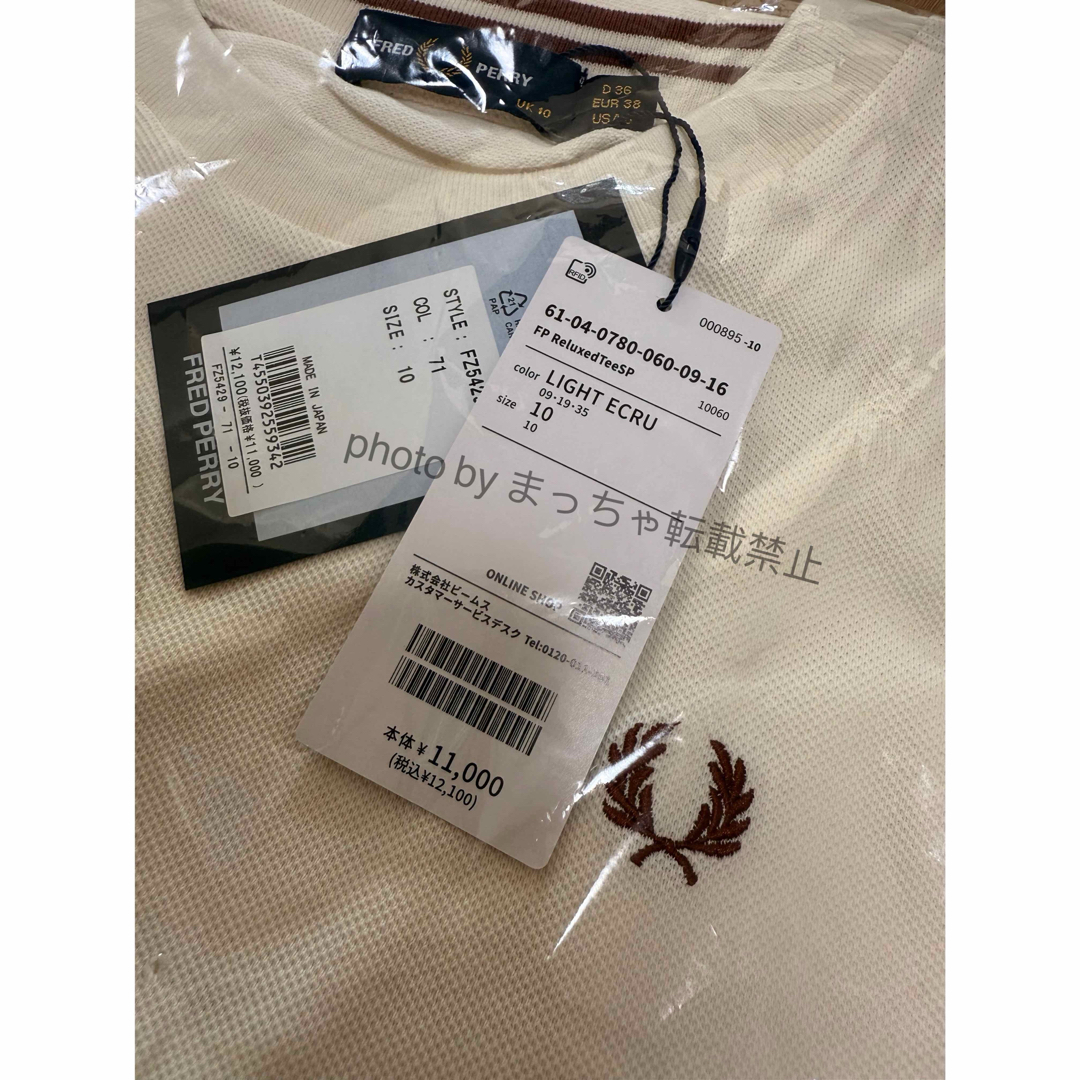 FRED PERRY
UK 10
D 36
EUR 38
STYLE :
COL : 71
SIZE : 10
21
PAP
FRED PERRY
MADE IN JAPAN
T4550392559342
¥12,100(税抜価格¥11,000)
FZ5429 - 71 - 10
RFID
000895-10
61-04-0780-060-09-16
FP ReluxedTeeSP
10060
color LIGHT ECRU
09・19・35
size 10
10
photo by まっちゃ転載禁止
ONLINE SHOP
株式会社ビームス
カスタマーサービスデスク Tel:0120-
本体¥11,000
(税込¥12,100)